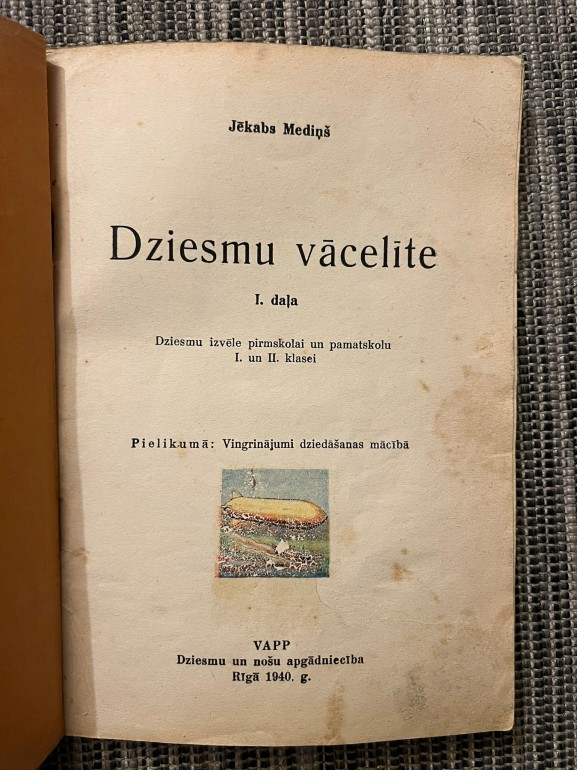 Jēkabs Mediņš
Dziesmu vācelīte
I. daļa
Dziesmu izvēle pirmskolai un pamatskolu
I. un II. klasei
Pielikumā: Vingrinājumi dziedāšanas mācībā
VAPP
Dziesmu un nošu apgādniecība
Rīgā 1940. g.